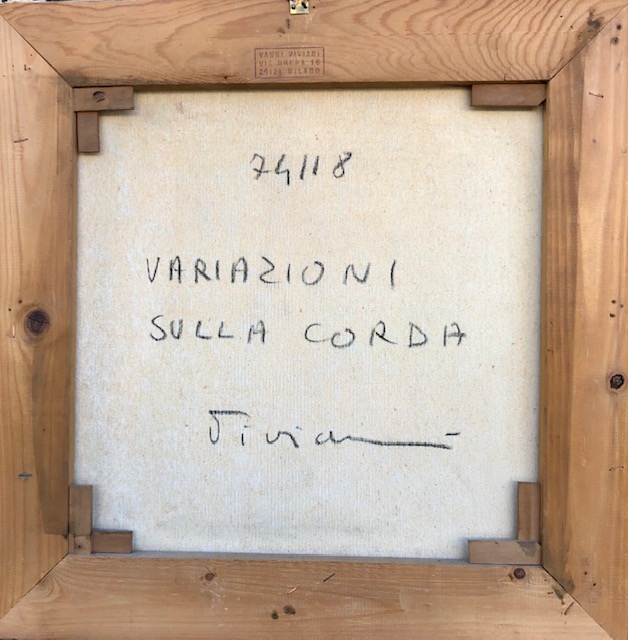 VANNI VIVIANI
VIA BRERA 16
20121 MILANO
74118
VARIAZIONI
SULLA CORDA
Viviani